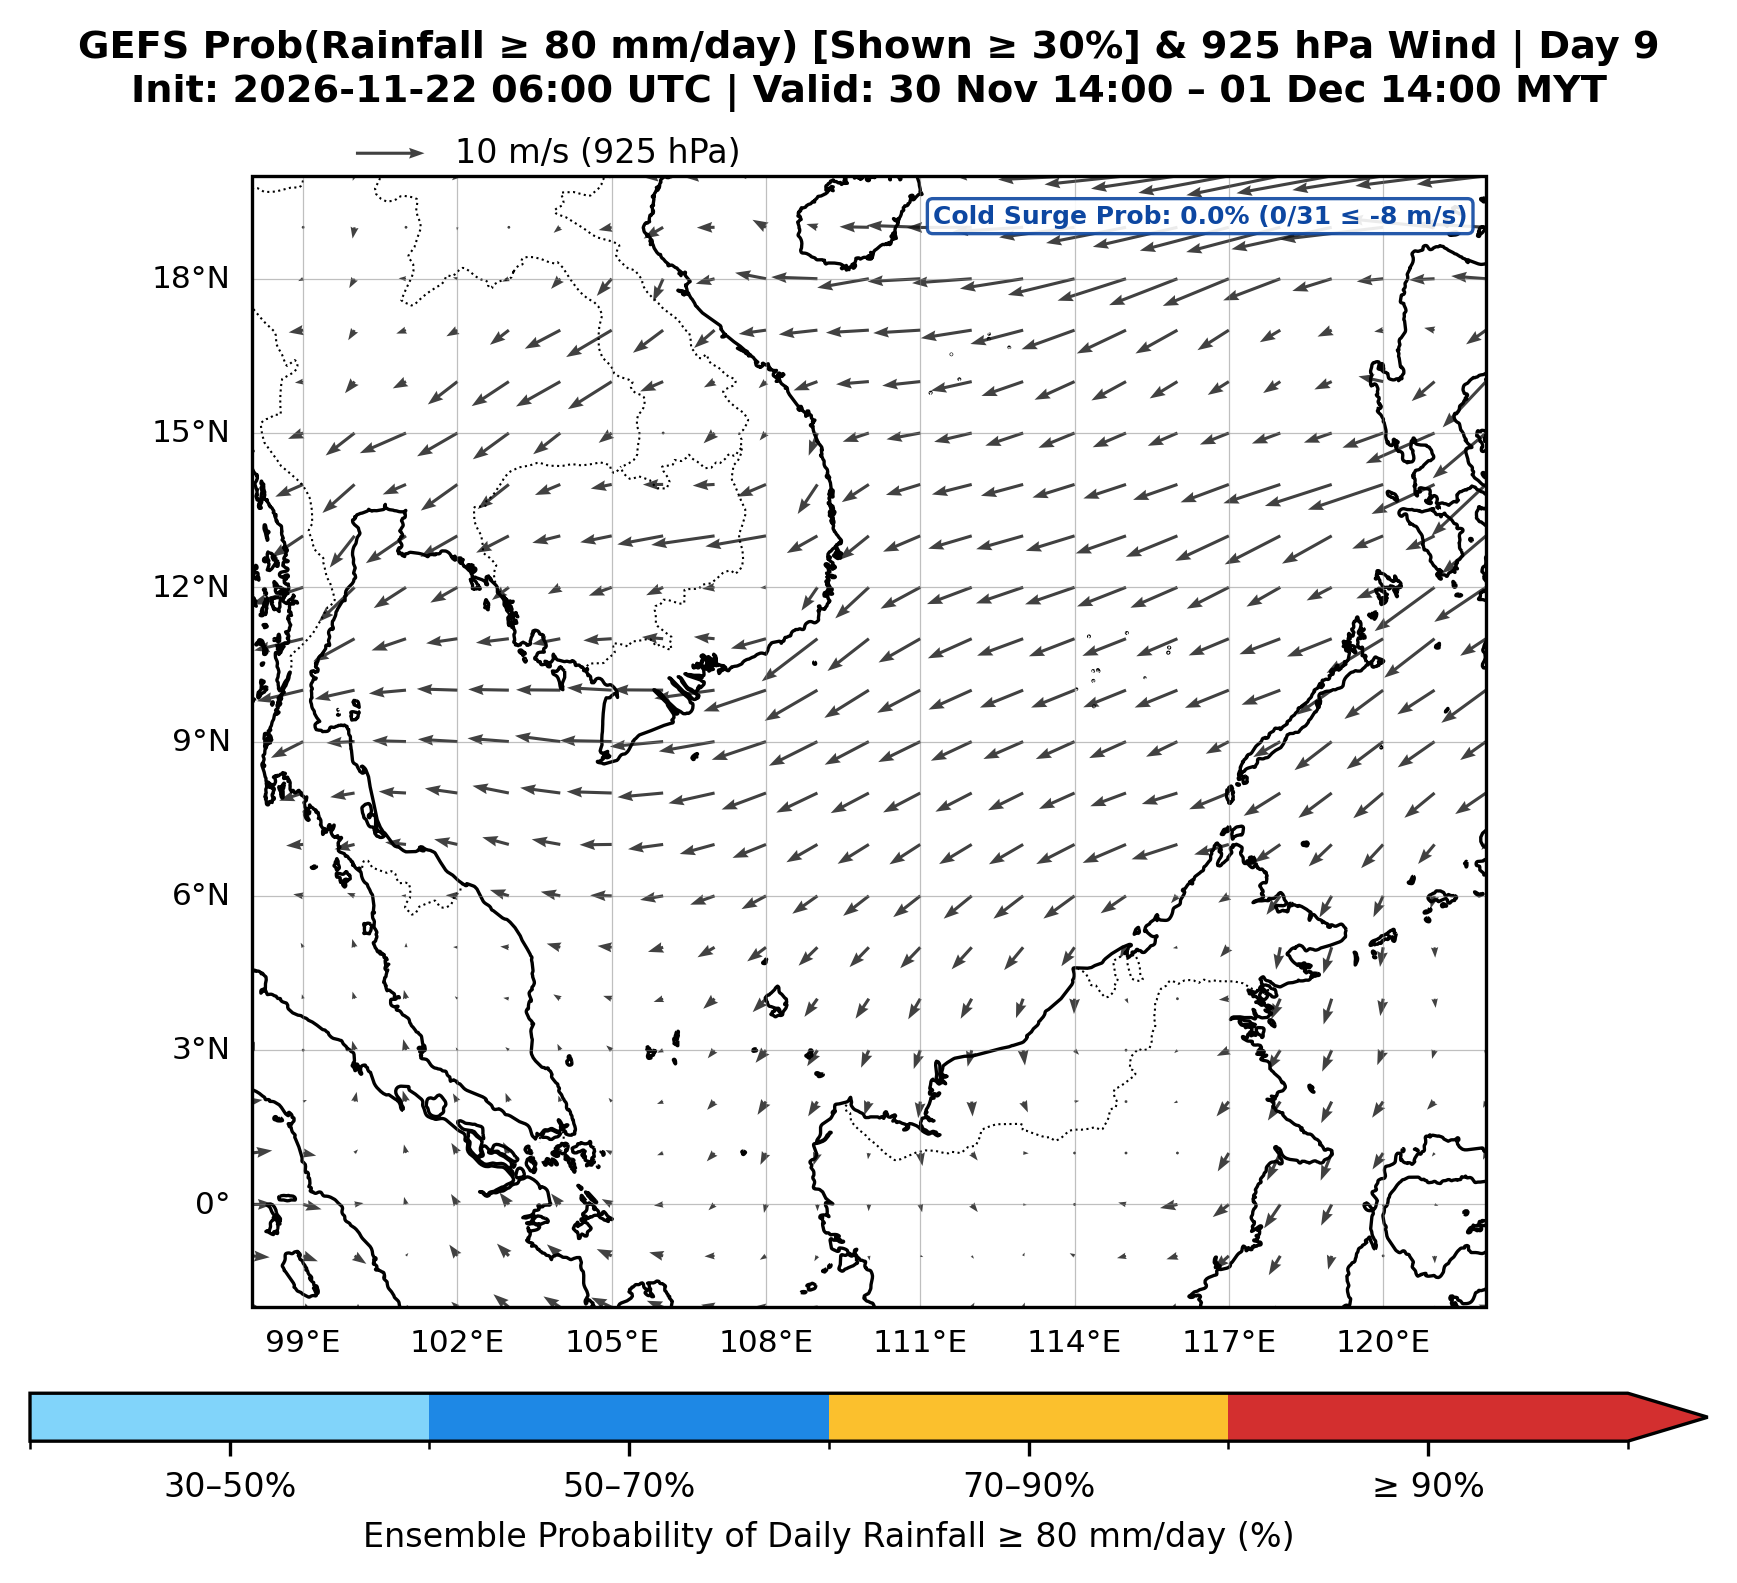 GEFS Prob(Rainfall ≥ 80 mm/day) [Shown ≥ 30%] & 925 hPa Wind | Day 9
Init: 2026-11-22 06:00 UTC | Valid: 30 Nov 14:00 – 01 Dec 14:00 MYT
10 m/s (925 hPa)
Cold Surge Prob: 0.0% (0/31 ≤ -8 m/s)
18°N
15°N
12°N
9°N
6°N
3°N
0°
99°E 102°E 105°E 108°E 111°E 114°E 117°E 120°E
30–50% 50–70% 70–90% ≥ 90%
Ensemble Probability of Daily Rainfall ≥ 80 mm/day (%)